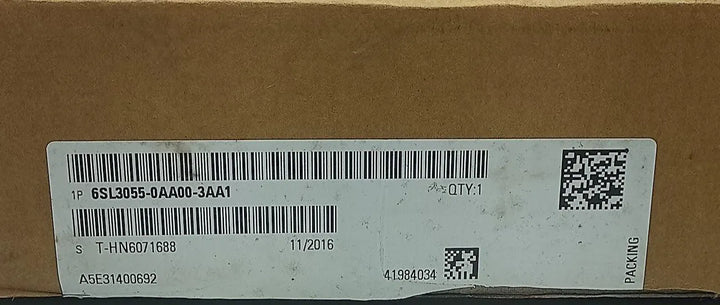 1P 6SL3055-0AA00-3AA1 QTY:1
S T-HN6071688 11/2016
A5E31400692 41984034
PACKING